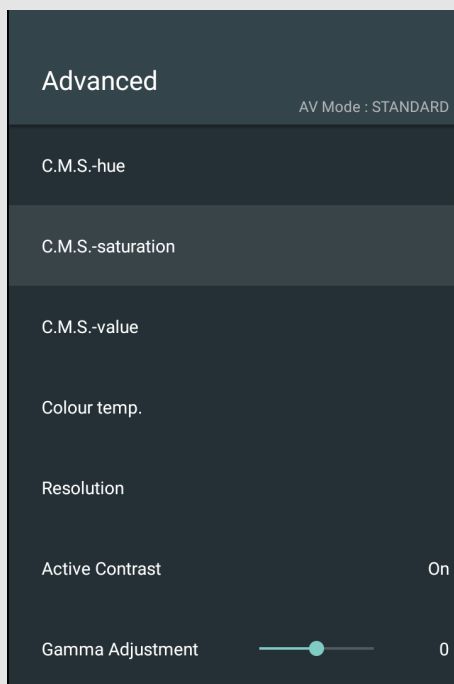 Advanced
AV Mode : STANDARD
C.M.S.-hue
C.M.S.-saturation
C.M.S.-value
Colour temp.
Resolution
Active Contrast On
Gamma Adjustment 0